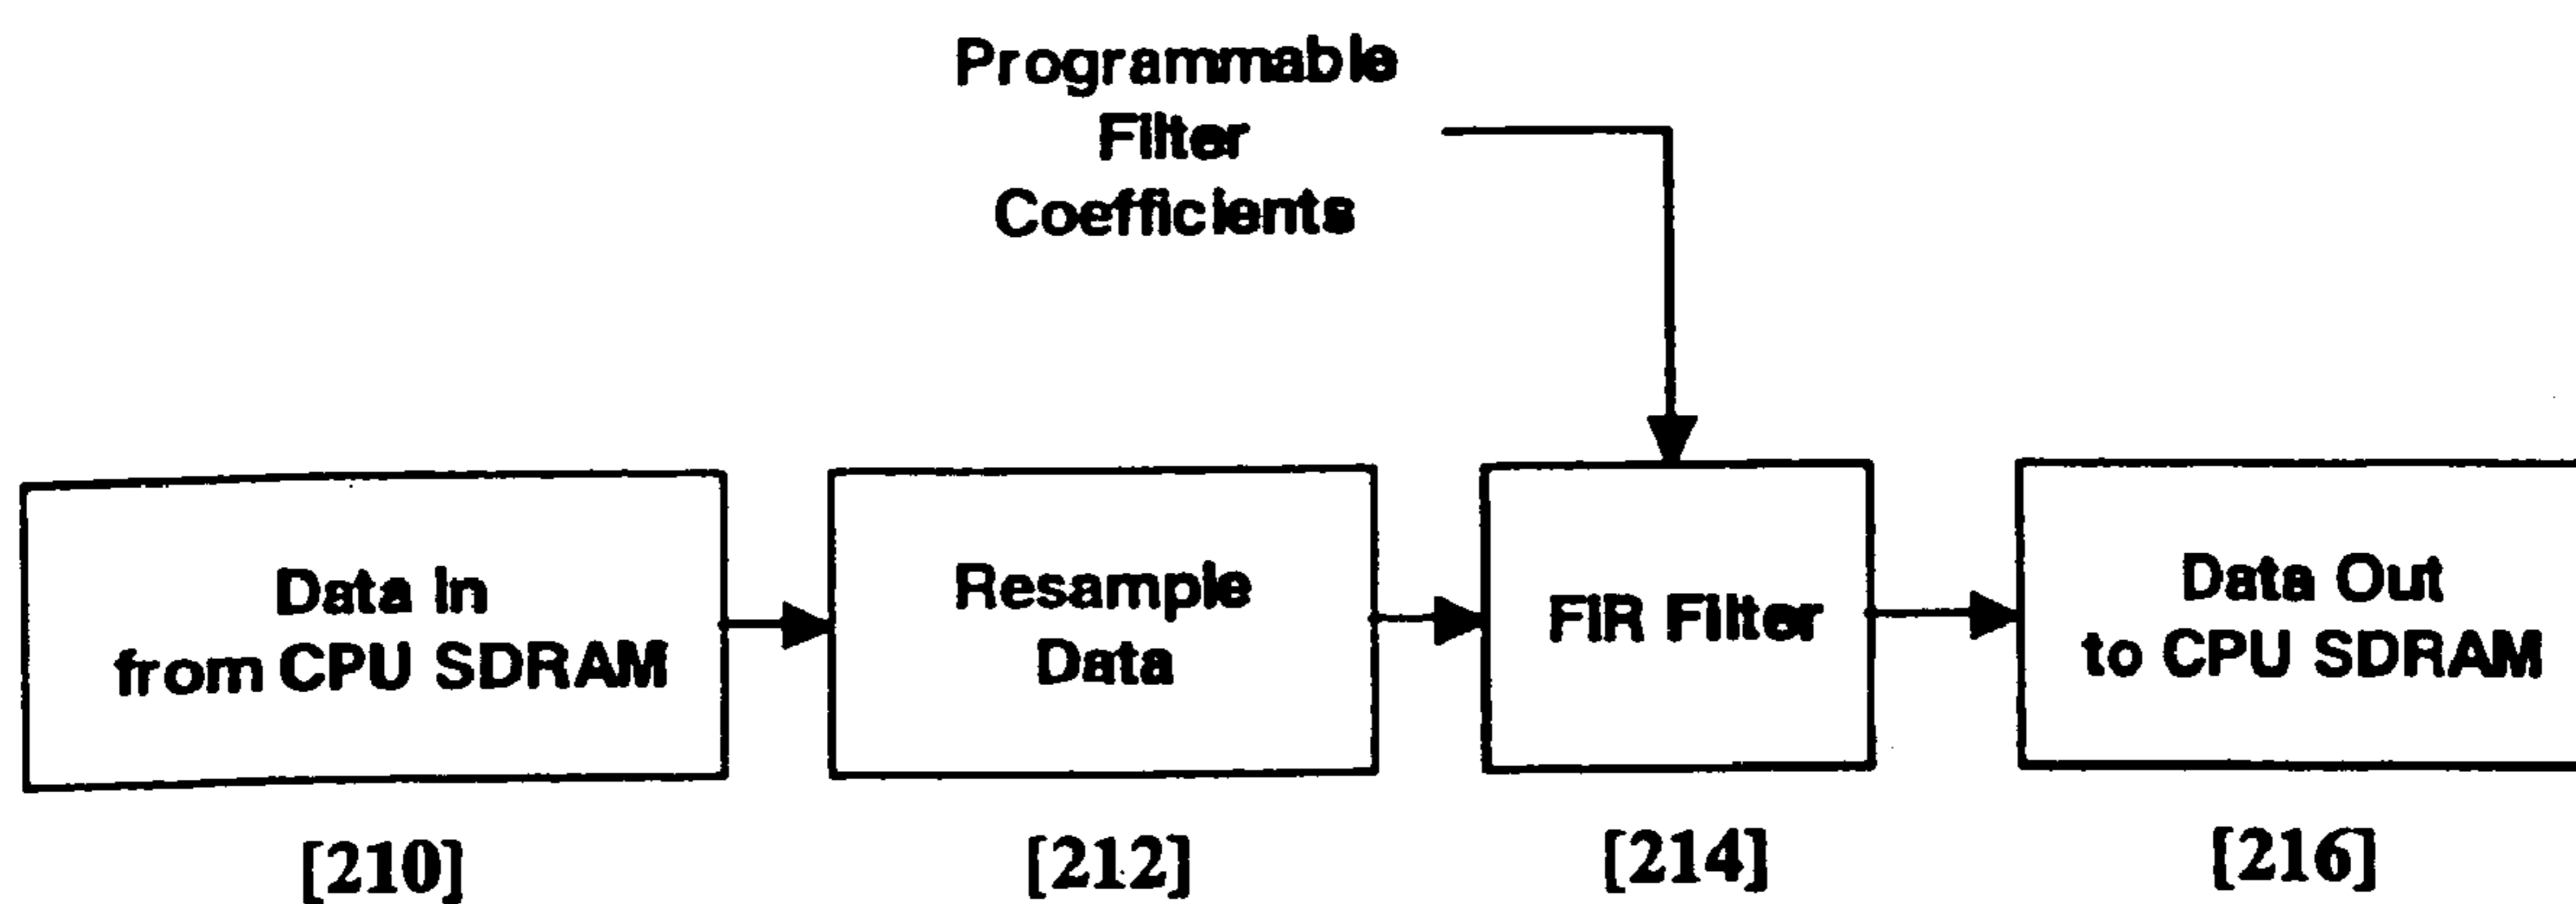 Programmable
Filter
Coefficients
Data In
from CPU SDRAM
Resample
Data
FIR Filter
Data Out
to CPU SDRAM
[210]
[212]
[214]
[216]